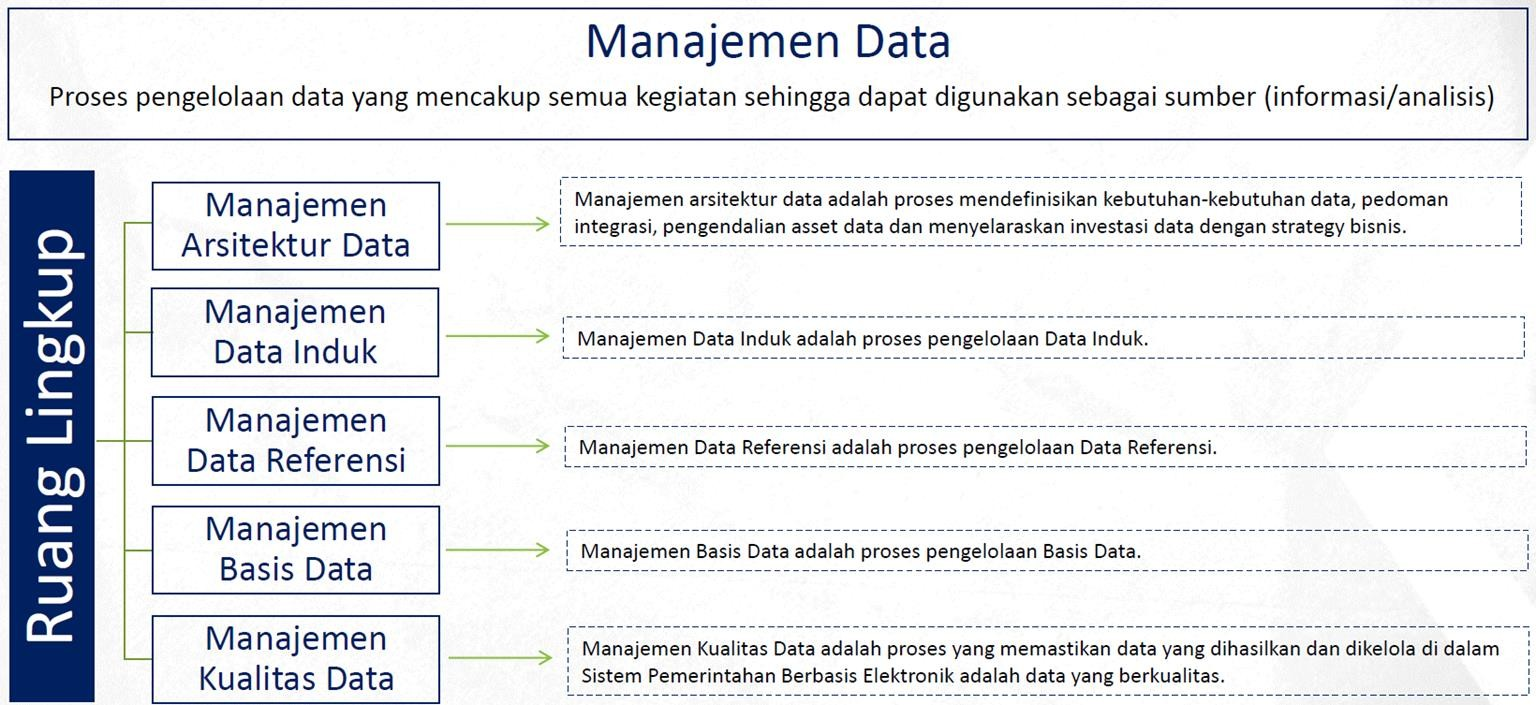 Manajemen Data
Proses pengelolaan data yang mencakup semua kegiatan sehingga dapat digunakan sebagai sumber (informasi/analisis)
Ruang Lingkup
Manajemen
Arsitektur Data
Manajemen arsitektur data adalah proses mendefinisikan kebutuhan-kebutuhan data, pedoman
integrasi, pengendalian asset data dan menyelaraskan investasi data dengan strategy bisnis.
Manajemen
Data Induk
Manajemen Data Induk adalah proses pengelolaan Data Induk.
Manajemen
Data Referensi
Manajemen Data Referensi adalah proses pengelolaan Data Referensi.
Manajemen
Basis Data
Manajemen Basis Data adalah proses pengelolaan Basis Data.
Manajemen
Kualitas Data
Manajemen Kualitas Data adalah proses yang memastikan data yang dihasilkan dan dikelola di dalam
Sistem Pemerintahan Berbasis Elektronik adalah data yang berkualitas.